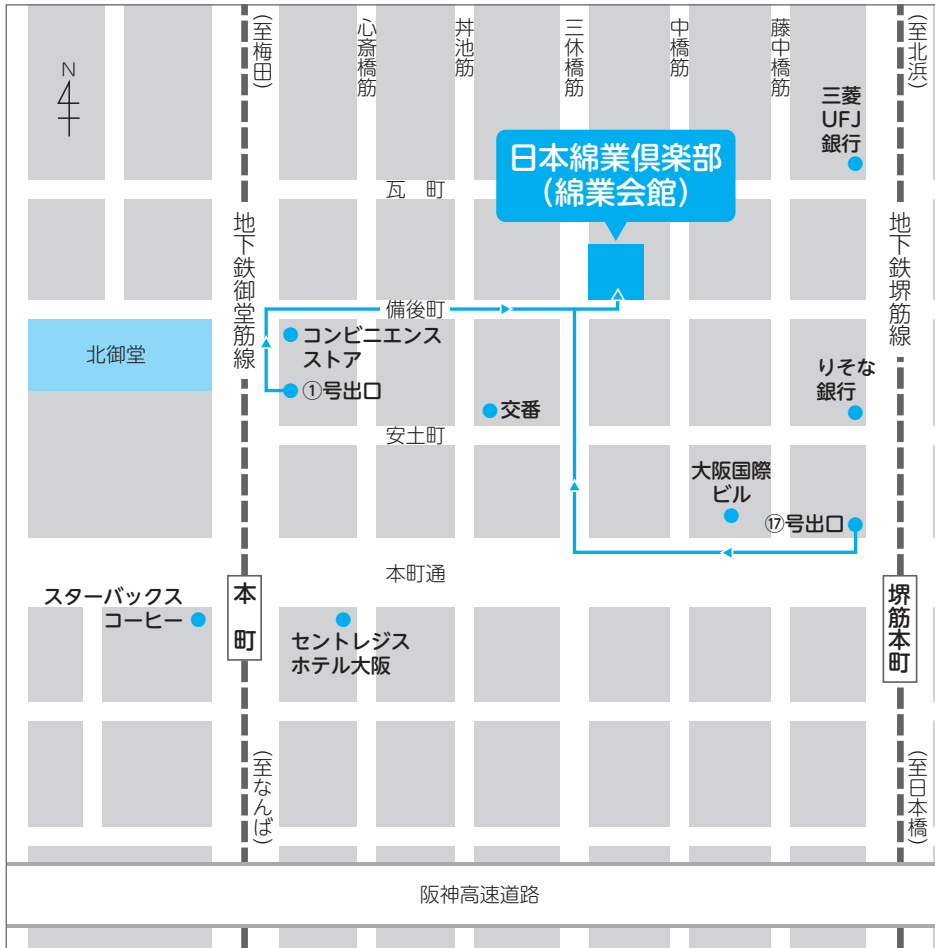 (至梅田)
心斎橋筋
丼池筋
三休橋筋
中橋筋
藤中橋筋
(至北浜)
N
三菱
UFJ
銀行
日本綿業倶楽部
(綿業会館)
瓦 町
地下鉄御堂筋線
地下鉄堺筋線
備後町
北御堂
コンビニエンス
ストア
①号出口
交番
りそな
銀行
安土町
大阪国際
ビル
⑰号出口
本町通
スターバックス
コーヒー
本町
セントレジス
ホテル大阪
堺筋本町
(至なんば)
(至日本橋)
阪神高速道路